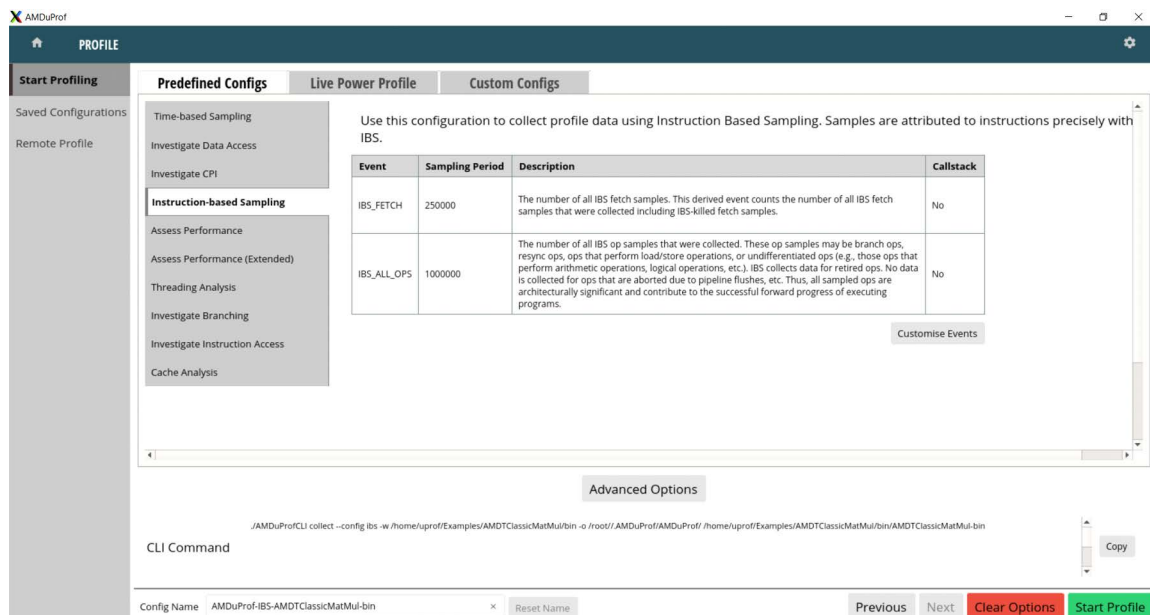 AMDuProf
PROFILE
Start Profiling
Saved Configurations
Remote Profile
Predefined Configs
Live Power Profile
Custom Configs
Time-based Sampling
Investigate Data Access
Investigate CPI
Instruction-based Sampling
Assess Performance
Assess Performance (Extended)
Threading Analysis
Investigate Branching
Investigate Instruction Access
Cache Analysis
Use this configuration to collect profile data using Instruction Based Sampling. Samples are attributed to instructions precisely with
IBS.
Event Sampling Period Description Callstack
IBS_FETCH 250000 The number of all IBS fetch samples. This derived event counts the number of all IBS fetch
samples that were collected including IBS-killed fetch samples. No
IBS_ALL_OPS 1000000 The number of all IBS op samples that were collected. These op samples may be branch ops,
resync ops, ops that perform load/store operations, or undifferentiated ops (e.g., those ops that
perform arithmetic operations, logical operations, etc.). IBS collects data for retired ops. No data
is collected for ops that are aborted due to pipeline flushes, etc. Thus, all sampled ops are
architecturally significant and contribute to the successful forward progress of executing
programs. No
Customise Events
Advanced Options
./AMDuProfCLI collect --config ibs -w /home/uprof/Examples/AMDTClassicMatMul/bin -o /root//.AMDuProf/AMDuProf/ /home/uprof/Examples/AMDTClassicMatMul/bin/AMDTClassicMatMul-bin
CLI Command
Copy
Config Name AMDuProf-IBS-AMDTClassicMatMul-bin × Reset Name
Previous Next Clear Options Start Profile